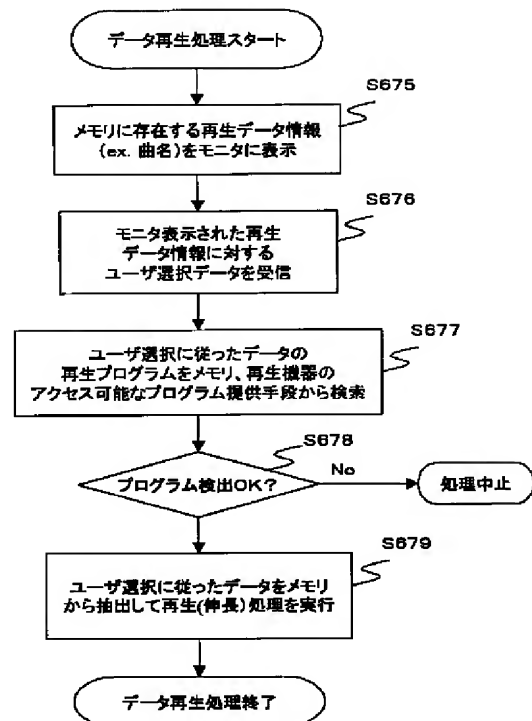 データ再生処理スタート
S675
メモリに存在する再生データ情報
(ex. 曲名)をモニタに表示
S676
モニタ表示された再生
データ情報に対する
ユーザ選択データを受信
S677
ユーザ選択に従ったデータの
再生プログラムをメモリ、再生機器の
アクセス可能なプログラム提供手段から検索
S678
プログラム検出OK?
No
処理中止
S679
ユーザ選択に従ったデータをメモリ
から抽出して再生(伸長)処理を実行
データ再生処理終了